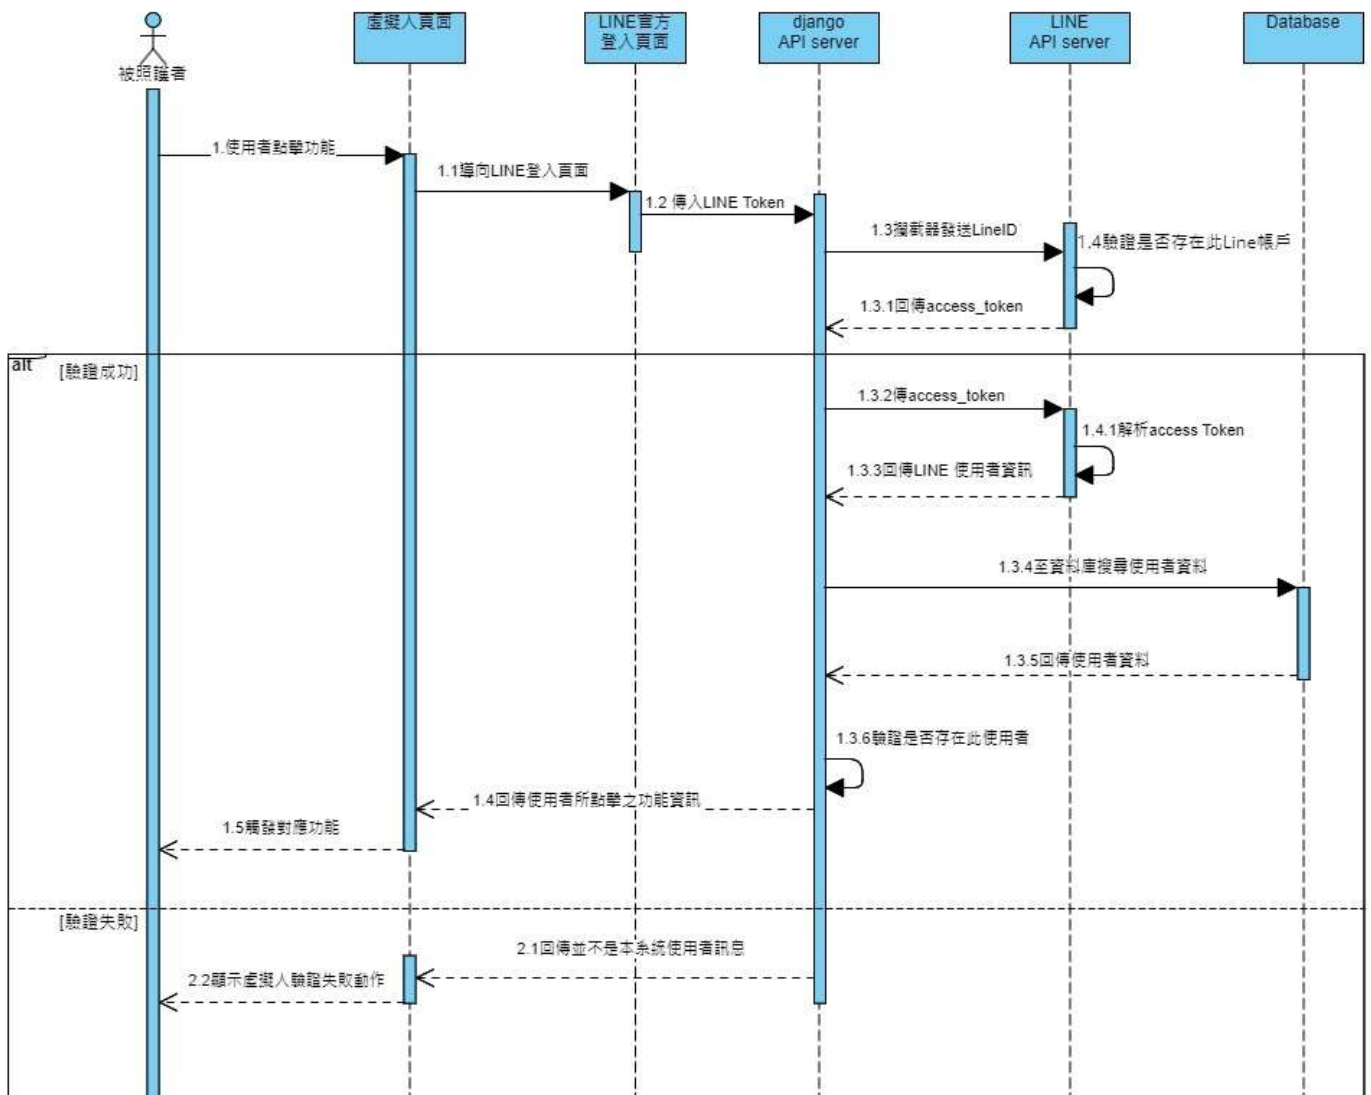 虛擬人頁面
LINE官方
登入頁面
django
API server
LINE
API server
Database
被照護者
1.使用者點擊功能
1.1導向LINE登入頁面
1.2 傳入LINE Token
1.3攔截器發送LineID
1.4驗證是否存在此Line帳戶
1.3.1回傳access_token
alt
[驗證成功]
1.3.2傳access_token
1.4.1解析access Token
1.3.3回傳LINE 使用者資訊
1.3.4至資料庫搜尋使用者資料
1.3.5回傳使用者資料
1.3.6驗證是否存在此使用者
1.4回傳使用者所點擊之功能資訊
1.5觸發對應功能
[驗證失敗]
2.1回傳並不是本系統使用者訊息
2.2顯示虛擬人驗證失敗動作